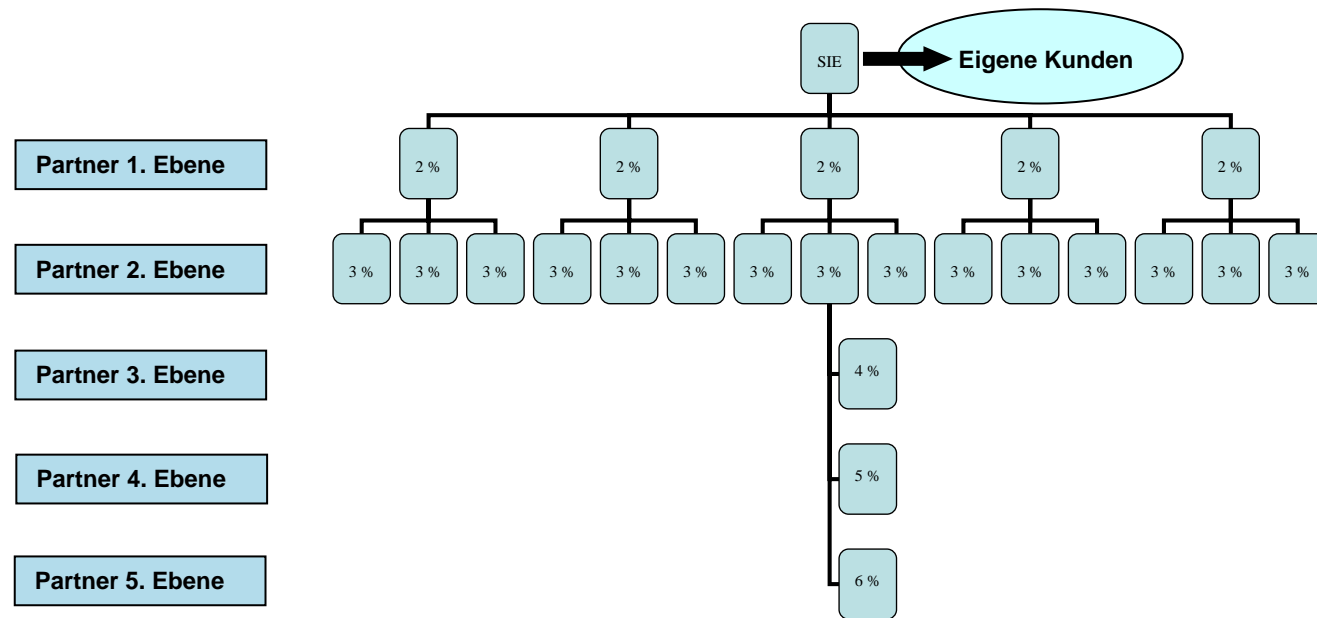 SIE
Eigene Kunden
Partner 1. Ebene
2 % 2 % 2 % 2 % 2 %
Partner 2. Ebene
3 % 3 % 3 % 3 % 3 % 3 % 3 % 3 % 3 % 3 % 3 % 3 % 3 % 3 % 3 %
Partner 3. Ebene
4 %
Partner 4. Ebene
5 %
Partner 5. Ebene
6 %